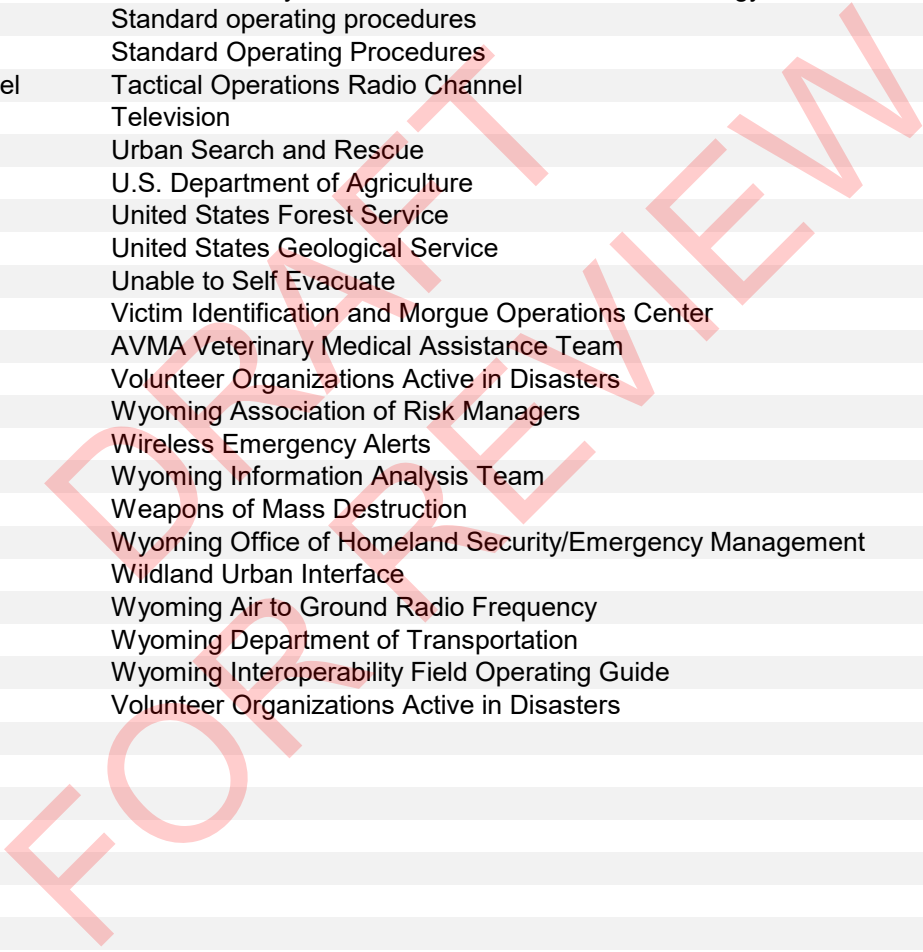 Standard operating procedures
Standard Operating Procedures
el Tactical Operations Radio Channel
Television
Urban Search and Rescue
U.S. Department of Agriculture
United States Forest Service
United States Geological Service
Unable to Self Evacuate
Victim Identification and Morgue Operations Center
AVMA Veterinary Medical Assistance Team
Volunteer Organizations Active in Disasters
Wyoming Association of Risk Managers
Wireless Emergency Alerts
Wyoming Information Analysis Team
Weapons of Mass Destruction
Wyoming Office of Homeland Security/Emergency Management
Wildland Urban Interface
Wyoming Air to Ground Radio Frequency
Wyoming Department of Transportation
Wyoming Interoperability Field Operating Guide
Volunteer Organizations Active in Disasters
DRAFT
FOR REVIEW